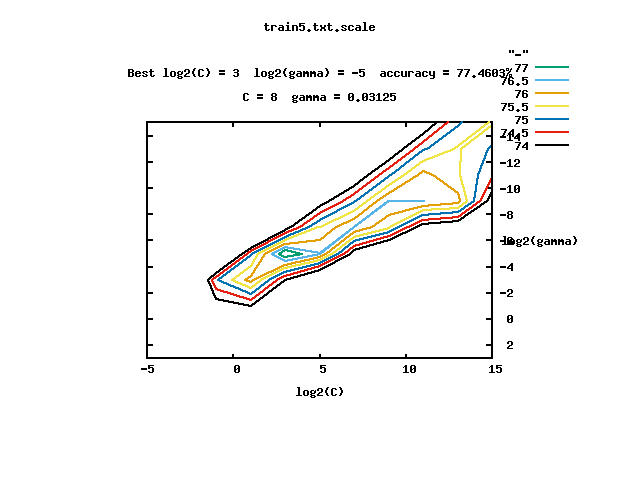 train5.txt.scale
"-"
Best log2(C) = 3  log2(gamma) = -5  accuracy = 77.4603%
77
76.5
C = 8  gamma = 0.03125
76
75.5
75
74.5
74
-14
-12
-10
-8
-6
log2(gamma)
-4
-2
0
2
-5 0 5 10 15
log2(C)